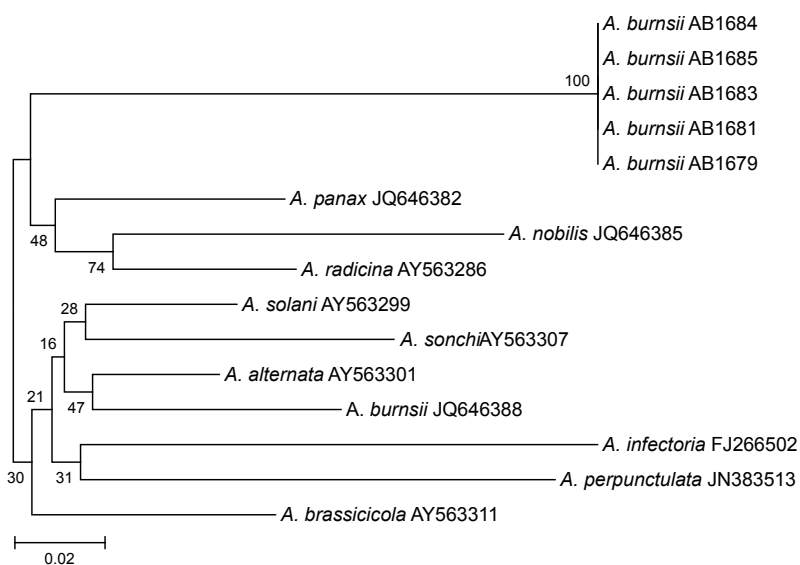 A. burnsii AB1684
A. burnsii AB1685
100
A. burnsii AB1683
A. burnsii AB1681
A. burnsii AB1679
A. panax JQ646382
48
A. nobilis JQ646385
74
A. radicina AY563286
28
A. solani AY563299
A. sonchiAY563307
16
A. alternata AY563301
47
A. burnsii JQ646388
21
A. infectoria FJ266502
30
31
A. perpunctulata JN383513
A. brassicicola AY563311
0.02